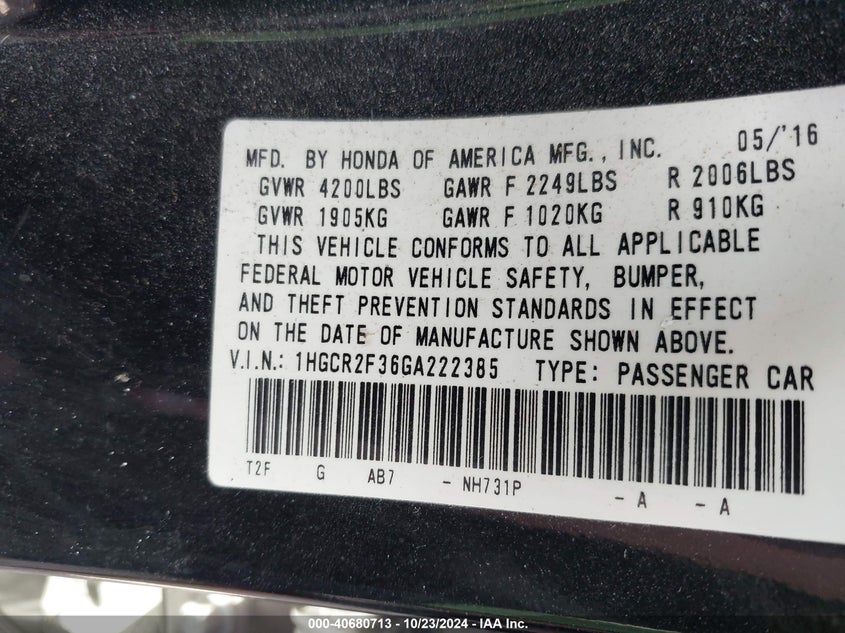 MFD. BY HONDA OF AMERICA MFG., INC. 05/'16
GVWR 4200LBS GAWR F 2249LBS R 2006LBS
GVWR 1905KG GAWR F 1020KG R 910KG
THIS VEHICLE CONFORMS TO ALL APPLICABLE
FEDERAL MOTOR VEHICLE SAFETY, BUMPER,
AND THEFT PREVENTION STANDARDS IN EFFECT
ON THE DATE OF MANUFACTURE SHOWN ABOVE.
V.I.N.: 1HGCR2F36GA222385 TYPE: PASSENGER CAR
T2F G AB7 - NH731P - A - A
000-40680713 - 10/23/2024 - IAA Inc.